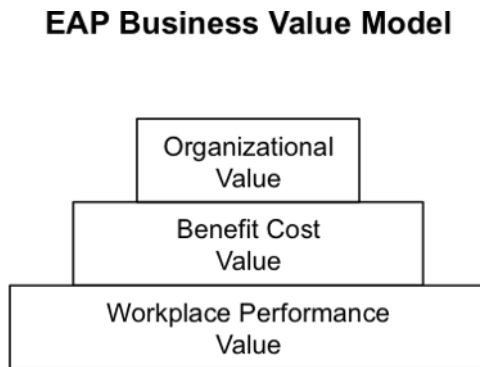 EAP Business Value Model
Organizational
Value
Benefit Cost
Value
Workplace Performance
Value